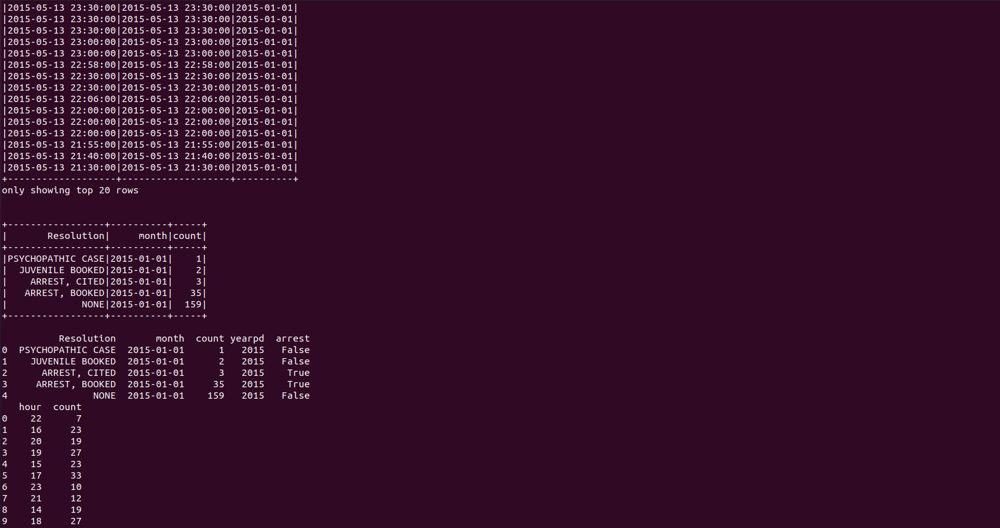 |2015-05-13 23:30:00|2015-05-13 23:30:00|2015-01-01|
|2015-05-13 23:30:00|2015-05-13 23:30:00|2015-01-01|
|2015-05-13 23:30:00|2015-05-13 23:30:00|2015-01-01|
|2015-05-13 23:00:00|2015-05-13 23:00:00|2015-01-01|
|2015-05-13 23:00:00|2015-05-13 23:00:00|2015-01-01|
|2015-05-13 22:58:00|2015-05-13 22:58:00|2015-01-01|
|2015-05-13 22:30:00|2015-05-13 22:30:00|2015-01-01|
|2015-05-13 22:30:00|2015-05-13 22:30:00|2015-01-01|
|2015-05-13 22:06:00|2015-05-13 22:06:00|2015-01-01|
|2015-05-13 22:00:00|2015-05-13 22:00:00|2015-01-01|
|2015-05-13 22:00:00|2015-05-13 22:00:00|2015-01-01|
|2015-05-13 22:00:00|2015-05-13 22:00:00|2015-01-01|
|2015-05-13 21:55:00|2015-05-13 21:55:00|2015-01-01|
|2015-05-13 21:40:00|2015-05-13 21:40:00|2015-01-01|
|2015-05-13 21:30:00|2015-05-13 21:30:00|2015-01-01|
+-------------------+-------------------+----------+
only showing top 20 rows

+-----------------+----------+-----+
|       Resolution|     month|count|
+-----------------+----------+-----+
|PSYCHOPATHIC CASE|2015-01-01|    1|
|  JUVENILE BOOKED|2015-01-01|    2|
|    ARREST, CITED|2015-01-01|    3|
|   ARREST, BOOKED|2015-01-01|   35|
|             NONE|2015-01-01|  159|
+-----------------+----------+-----+

          Resolution       month  count yearpd  arrest
0  PSYCHOPATHIC CASE  2015-01-01      1   2015   False
1    JUVENILE BOOKED  2015-01-01      2   2015   False
2      ARREST, CITED  2015-01-01      3   2015    True
3     ARREST, BOOKED  2015-01-01     35   2015    True
4               NONE  2015-01-01    159   2015   False
   hour  count
0    22      7
1    16     23
2    20     19
3    19     27
4    15     23
5    17     33
6    23     10
7    21     12
8    14     19
9    18     27